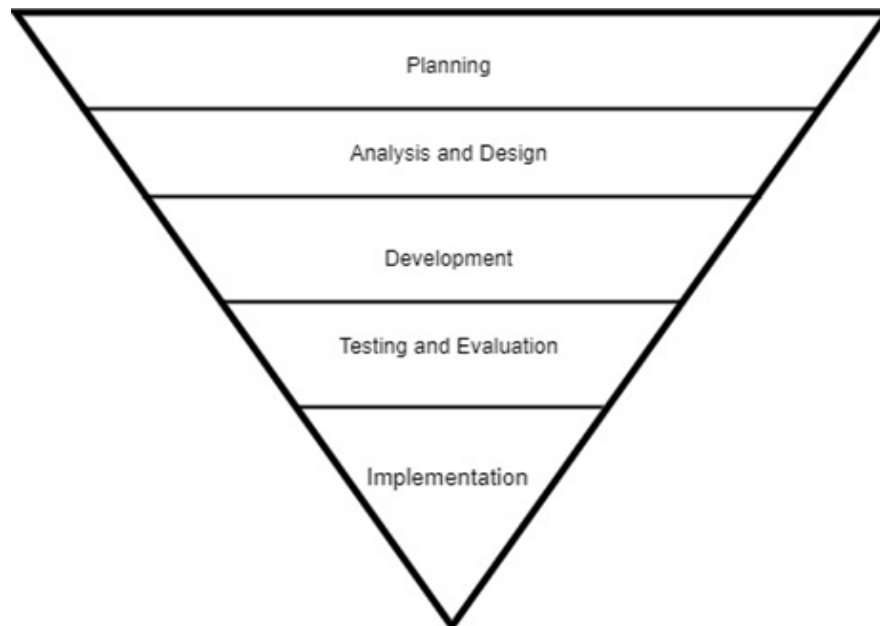 Planning
Analysis and Design
Development
Testing and Evaluation
Implementation